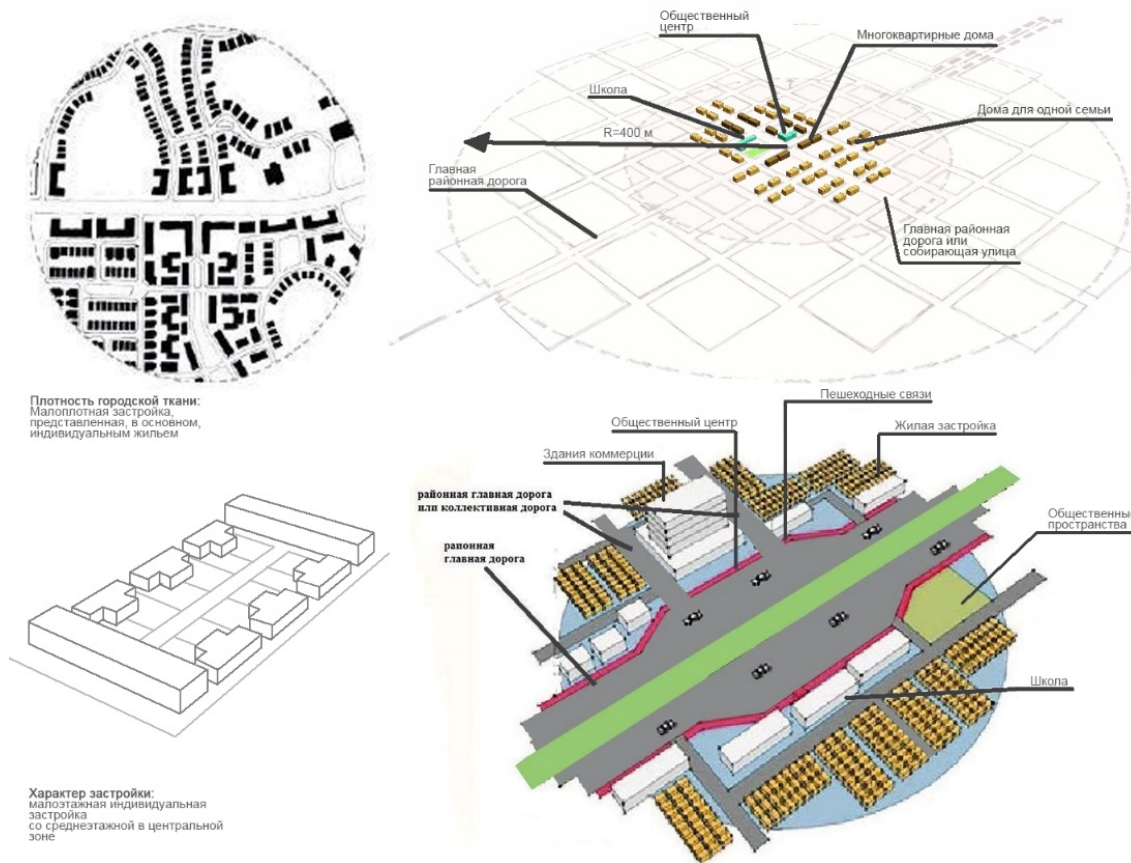 Общественный
центр
Многоквартирные дома
Школа
Дома для одной семьи
R=400 м
Главная
районная дорога
Главная районная
дорога или
собирающая улица
Плотность городской ткани:
Малоплотная застройка,
представленная, в основном,
индивидуальным жильем
Пешеходные связи
Общественный центр
Жилая застройка
Здания коммерции
районная главная дорога
или коллективная дорога
Общественные
пространства
районная
главная дорога
Школа
Характер застройки:
малоэтажная индивидуальная
застройка
со среднеэтажной в центральной
зоне